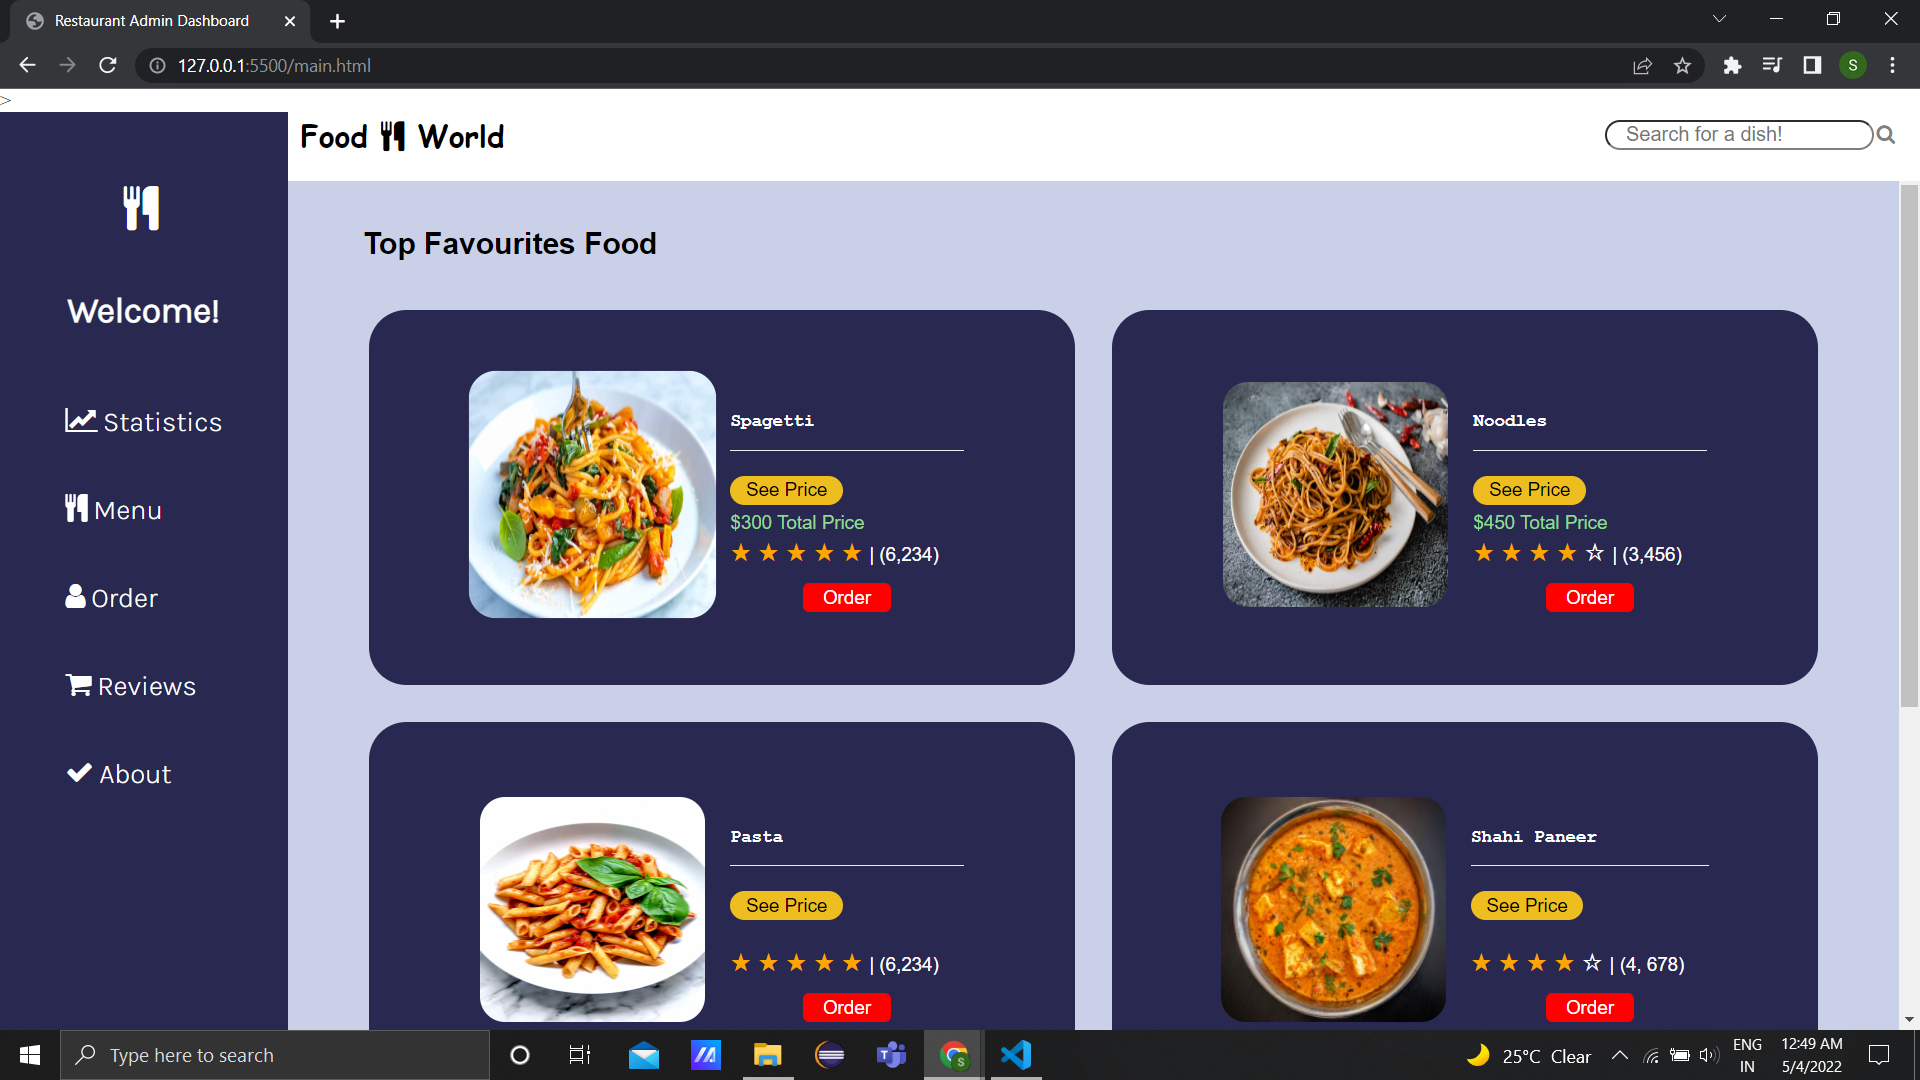 Restaurant Admin Dashboard
127.0.0.1:5500/main.html
S
>
Food World
Search for a dish!
Welcome!
Statistics
Menu
Order
Reviews
About
Top Favourites Food
Spagetti
See Price
$300 Total Price
★ ★ ★ ★ ★ | (6,234)
Order
Noodles
See Price
$450 Total Price
★ ★ ★ ★ ☆ | (3,456)
Order
Pasta
See Price
★ ★ ★ ★ ★ | (6,234)
Order
Shahi Paneer
See Price
★ ★ ★ ★ ☆ | (4, 678)
Order
Type here to search
25°C Clear
ENG
IN
12:49 AM
5/4/2022